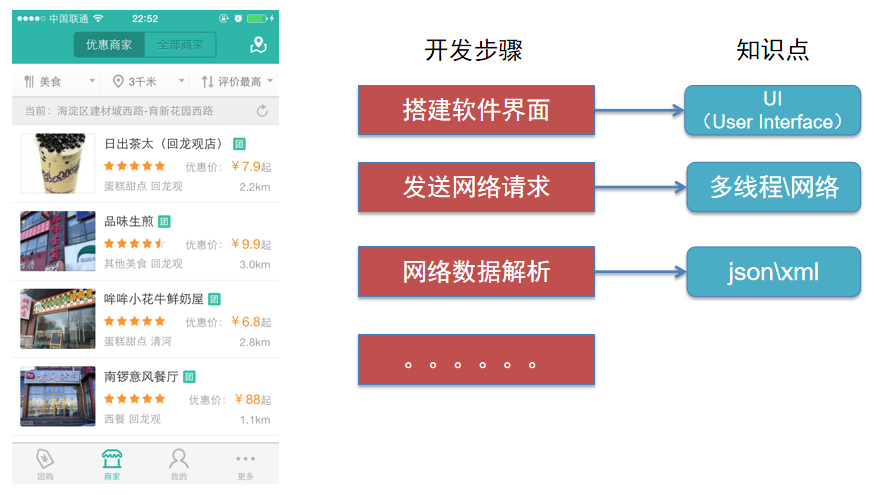 中国联通 22:52
优惠商家 全部商家
美食 3千米 评价最高
当前: 海淀区建材城西路-育新花园西路
日出茶太（回龙观店） 团
优惠价: ￥7.9起
蛋糕甜点 回龙观 2.2km
品味生煎 团
优惠价: ￥9.9起
其他美食 回龙观 3.0km
哞哞小花牛鲜奶屋 团
优惠价: ￥6.8起
蛋糕甜点 清河 2.8km
南锣意风餐厅 团
优惠价: ￥88起
西餐 回龙观 1.1km
团购 商家 我的 更多
开发步骤 知识点
搭建软件界面
UI
（User Interface）
发送网络请求 多线程\网络
网络数据解析 json\xml
。。。。。。